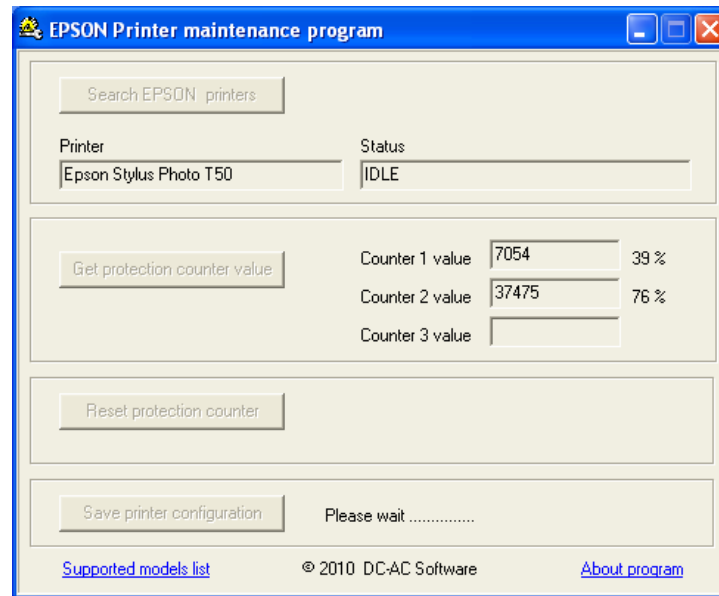 EPSON Printer maintenance program
Search EPSON printers
Printer Status
Epson Stylus Photo T50 IDLE
Get protection counter value
Counter 1 value 7054 39 %
Counter 2 value 37475 76 %
Counter 3 value
Reset protection counter
Save printer configuration Please wait ...............
Supported models list © 2010 DC-AC Software About program